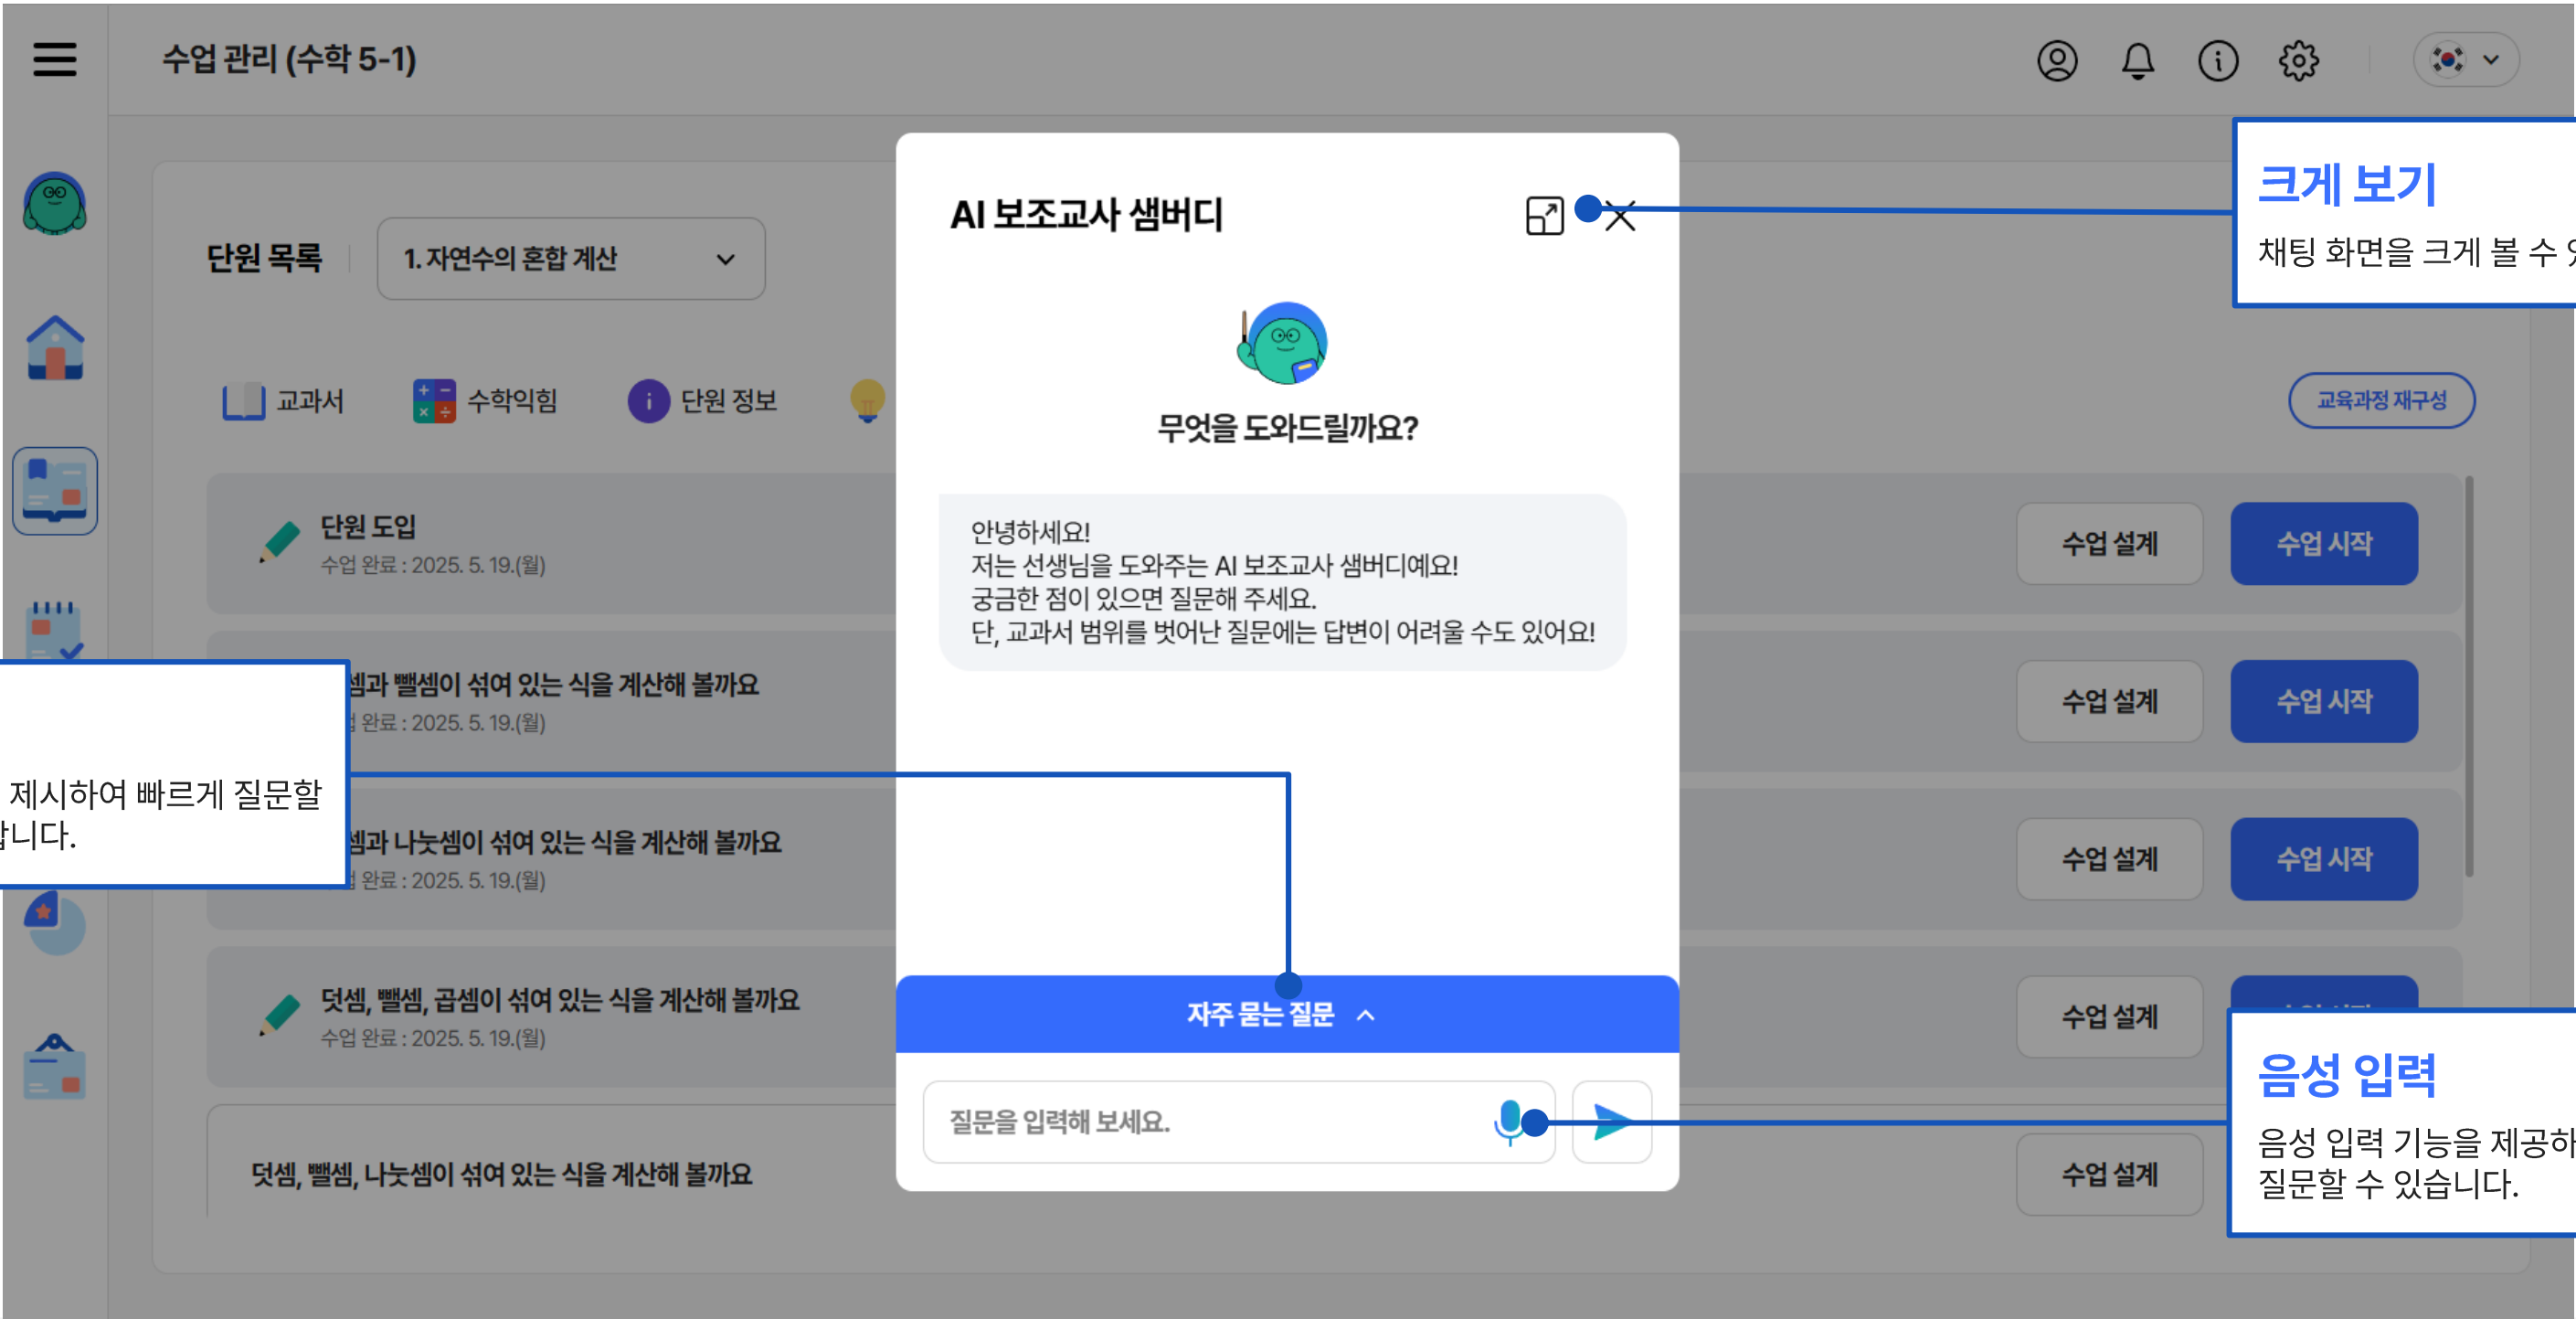 수업 관리 (수학 5-1)
크게 보기
채팅 화면을 크게 볼 수
단원 목록
1. 자연수의 혼합 계산
교과서
수학익힘
단원 정보
교육과정 재구성
단원 도입
수업 완료 : 2025. 5. 19.(월)
수업 설계
수업 시작
셈과 뺄셈이 섞여 있는 식을 계산해 볼까요
완료 : 2025. 5. 19.(월)
수업 설계
수업 시작
제시하여 빠르게 질문할
합니다.
셈과 나눗셈이 섞여 있는 식을 계산해 볼까요
완료 : 2025. 5. 19.(월)
수업 설계
수업 시작
덧셈, 뺄셈, 곱셈이 섞여 있는 식을 계산해 볼까요
수업 완료 : 2025. 5. 19.(월)
수업 설계
덧셈, 뺄셈, 나눗셈이 섞여 있는 식을 계산해 볼까요
수업 설계
AI 보조교사 샘버디
무엇을 도와드릴까요?
안녕하세요!
저는 선생님을 도와주는 AI 보조교사 샘버디예요!
궁금한 점이 있으면 질문해 주세요.
단, 교과서 범위를 벗어난 질문에는 답변이 어려울 수도 있어요!
자주 묻는 질문
질문을 입력해 보세요.
음성 입력
음성 입력 기능을 제공하
질문할 수 있습니다.